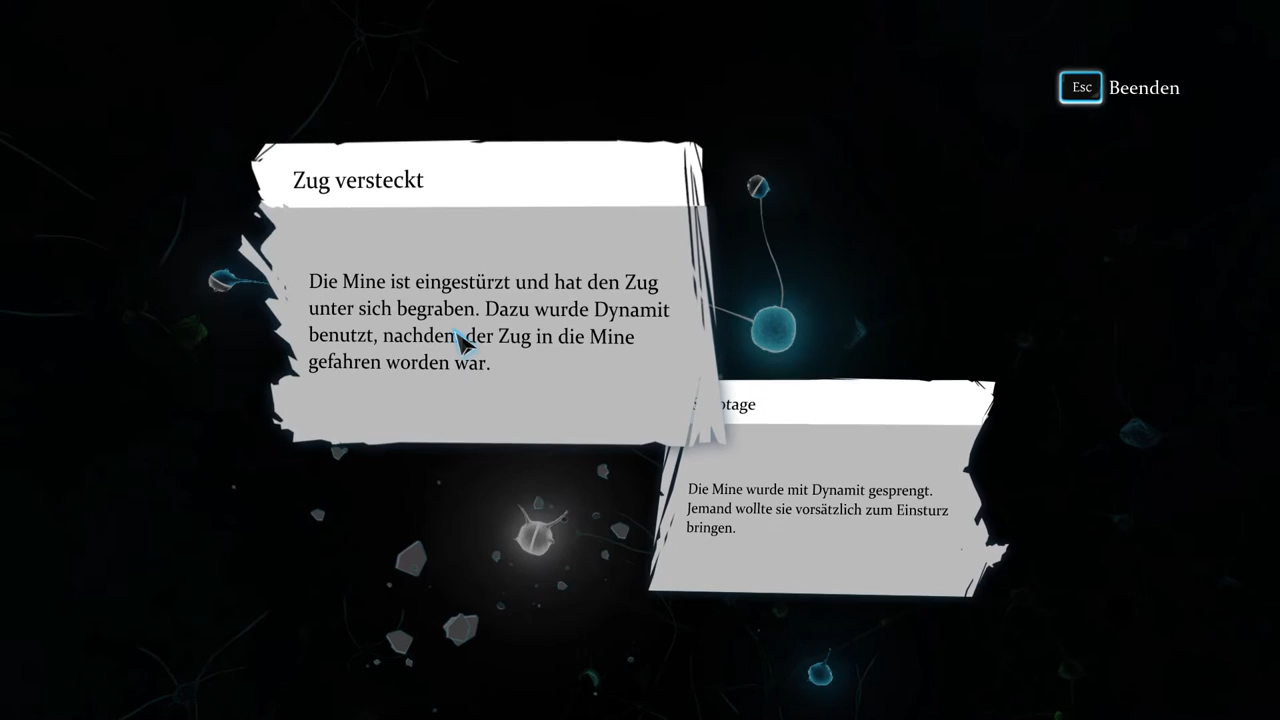 Esc Beenden
Zug versteckt
Die Mine ist eingestürzt und hat den Zug
unter sich begraben. Dazu wurde Dynamit
benutzt, nachdem der Zug in die Mine
gefahren worden war.
otage
Die Mine wurde mit Dynamit gesprengt.
Jemand wollte sie vorsätzlich zum Einsturz
bringen.